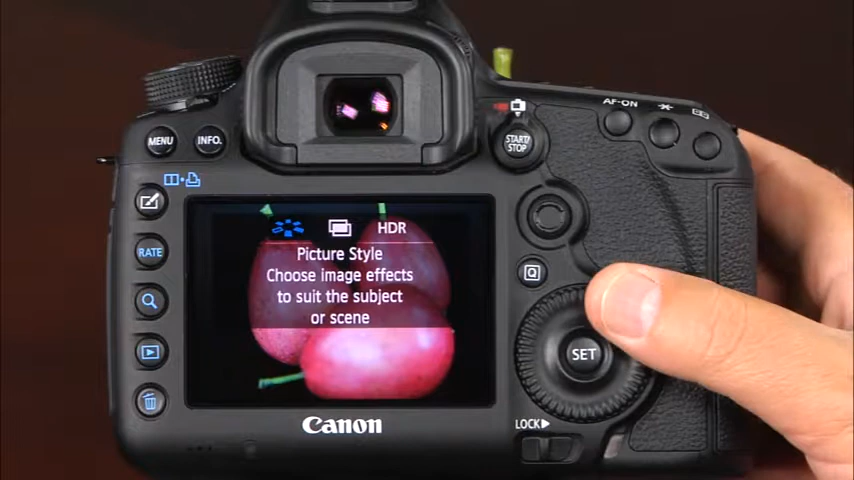 AF-ON
MENU
INFO.
START/
STOP
RATE
HDR
Picture Style
Choose image effects
to suit the subject
or scene
Q
SET
Canon
LOCK